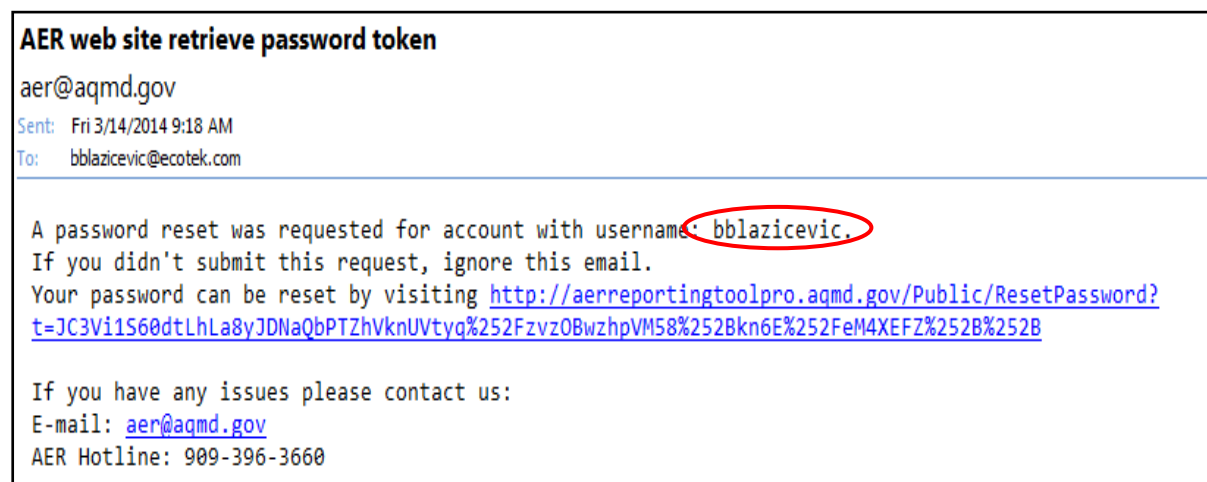 AER web site retrieve password token
aer@aqmd.gov
Sent: Fri 3/14/2014 9:18 AM
To: bblazicevic@ecotek.com
A password reset was requested for account with username: bblazicevic.
If you didn't submit this request, ignore this email.
Your password can be reset by visiting http://aerreportingtoolpro.aqmd.gov/Public/ResetPassword?
t=JC3Vi1S60dtLhLa8yJDNaQbPTZhVknUVtyq%252FzvzOBwzhpVM58%252Bkn6E%252FeM4XEFZ%252B%252B
If you have any issues please contact us:
E-mail: aer@aqmd.gov
AER Hotline: 909-396-3660